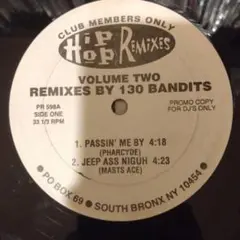 CLUB MEMBERS ONLY
Hip Hop REMIXES
VOLUME TWO
REMIXES BY 130 BANDITS
PR 598A
SIDE ONE
33 1/3 RPM
PROMO COPY
FOR DJ'S ONLY
1. PASSIN' ME BY 4:18
(PHARCYDE)
2. JEEP ASS NIGUH 4:23
(MASTS ACE)
PO BOX 69 • SOUTH BRONX NY 10454 •